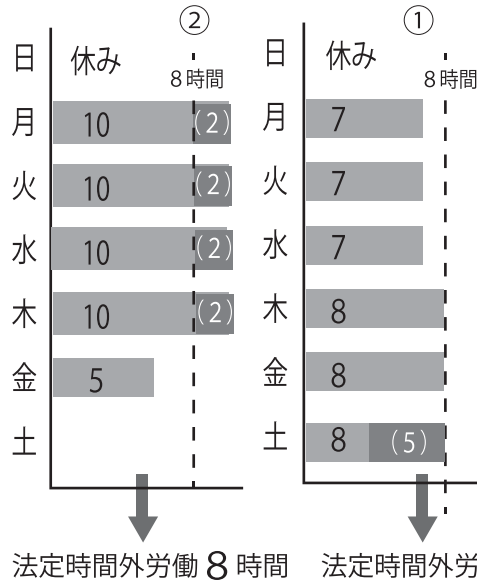 ②
8時間
日 休み
月 10 （2）
火 10 （2）
水 10 （2）
木 10 （2）
金 5
土
法定時間外労働 8 時間
①
8時間
日 休み
月 7
火 7
水 7
木 8
金 8
土 8 （5）
法定時間外労